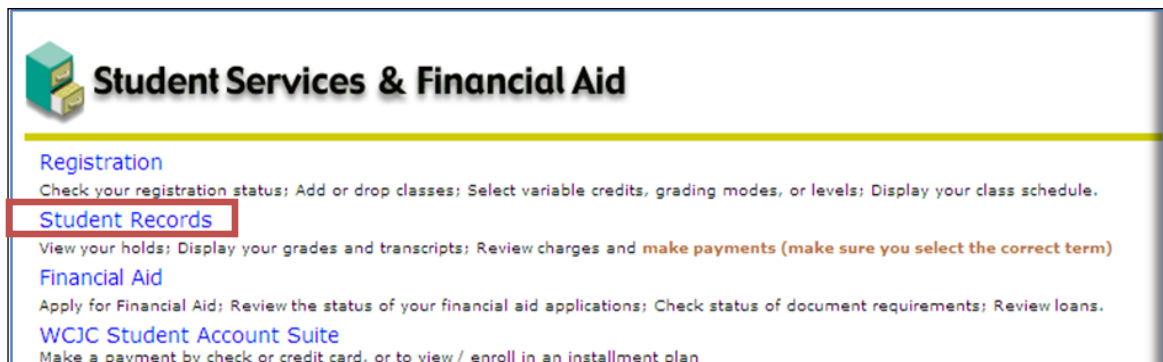 Student Services & Financial Aid
Registration
Check your registration status; Add or drop classes; Select variable credits, grading modes, or levels; Display your class schedule.
Student Records
View your holds; Display your grades and transcripts; Review charges and make payments (make sure you select the correct term)
Financial Aid
Apply for Financial Aid; Review the status of your financial aid applications; Check status of document requirements; Review loans.
WCJC Student Account Suite
Make a payment by check or credit card, or to view / enroll in an installment plan